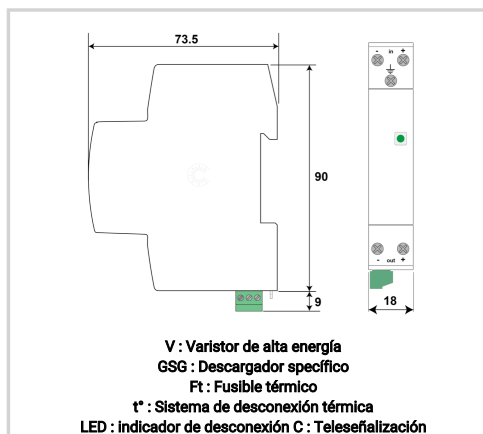 73.5
- in +
90
- out +
9
18
V : Varistor de alta energía
GSG : Descargador specífico
Ft : Fusible térmico
t° : Sistema de desconexión térmica
LED : indicador de desconexión C : Teleseñalización